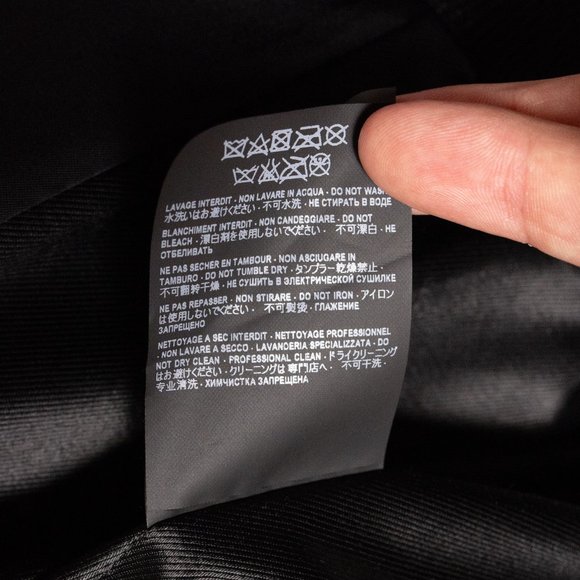 LAVAGE INTERDIT - NON LAVARE IN ACQUA - DO NOT WASH
水洗いはお避けください - 不可水洗 - НЕ СТИРАТЬ В ВОДЕ
BLANCHIMENT INTERDIT - NON CANDEGGIARE - DO NOT
BLEACH - 漂白剤を使用しないでください - 不可漂白 - НЕ
ОТБЕЛИВАТЬ
NE PAS SECHER EN TAMBOUR - NON ASCIUGARE IN
TAMBURO - DO NOT TUMBLE DRY - タンブラー乾燥禁止 -
不可翻转干燥 - НЕ СУШИТЬ В ЭЛЕКТРИЧЕСКОЙ СУШИЛКЕ
NE PAS REPASSER - NON STIRARE - DO NOT IRON - アイロン
は使用しないでください - 不可熨 - ГЛАЖЕНИЕ
ЗАПРЕЩЕНО
NETTOYAGE A SEC INTERDIT - NETTOYAGE PROFESSIONNEL
- NON LAVARE A SECCO - LAVANDERIA SPECIALIZZATA - DO
NOT DRY CLEAN - PROFESSIONAL CLEANING - ドライクリーニング
はお避けください - クリーニングは専門店へ - 不可干洗 -
专业清洗 - ХИМЧИСТКА ЗАПРЕЩЕНА